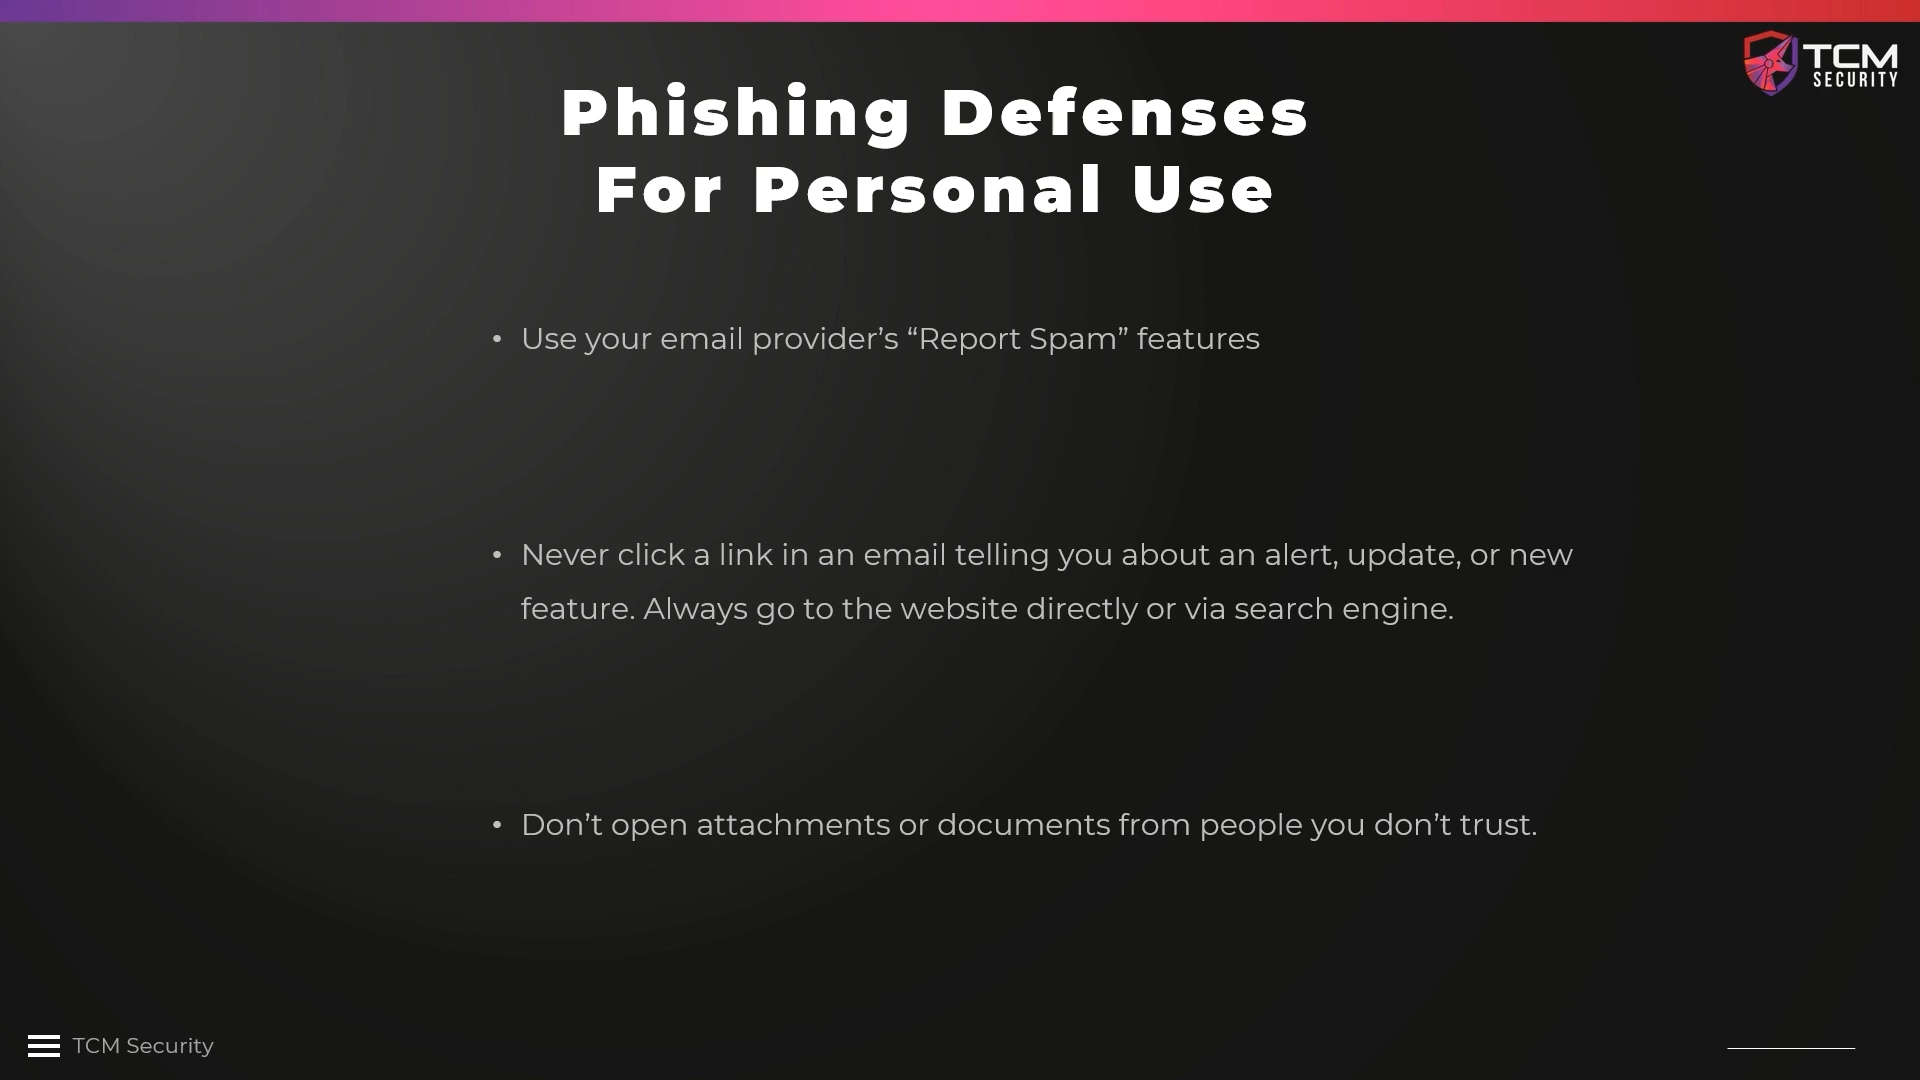 TCM
SECURITY
Phishing Defenses
For Personal Use
• Use your email provider’s “Report Spam” features
• Never click a link in an email telling you about an alert, update, or new
feature. Always go to the website directly or via search engine.
• Don’t open attachments or documents from people you don’t trust.
TCM Security